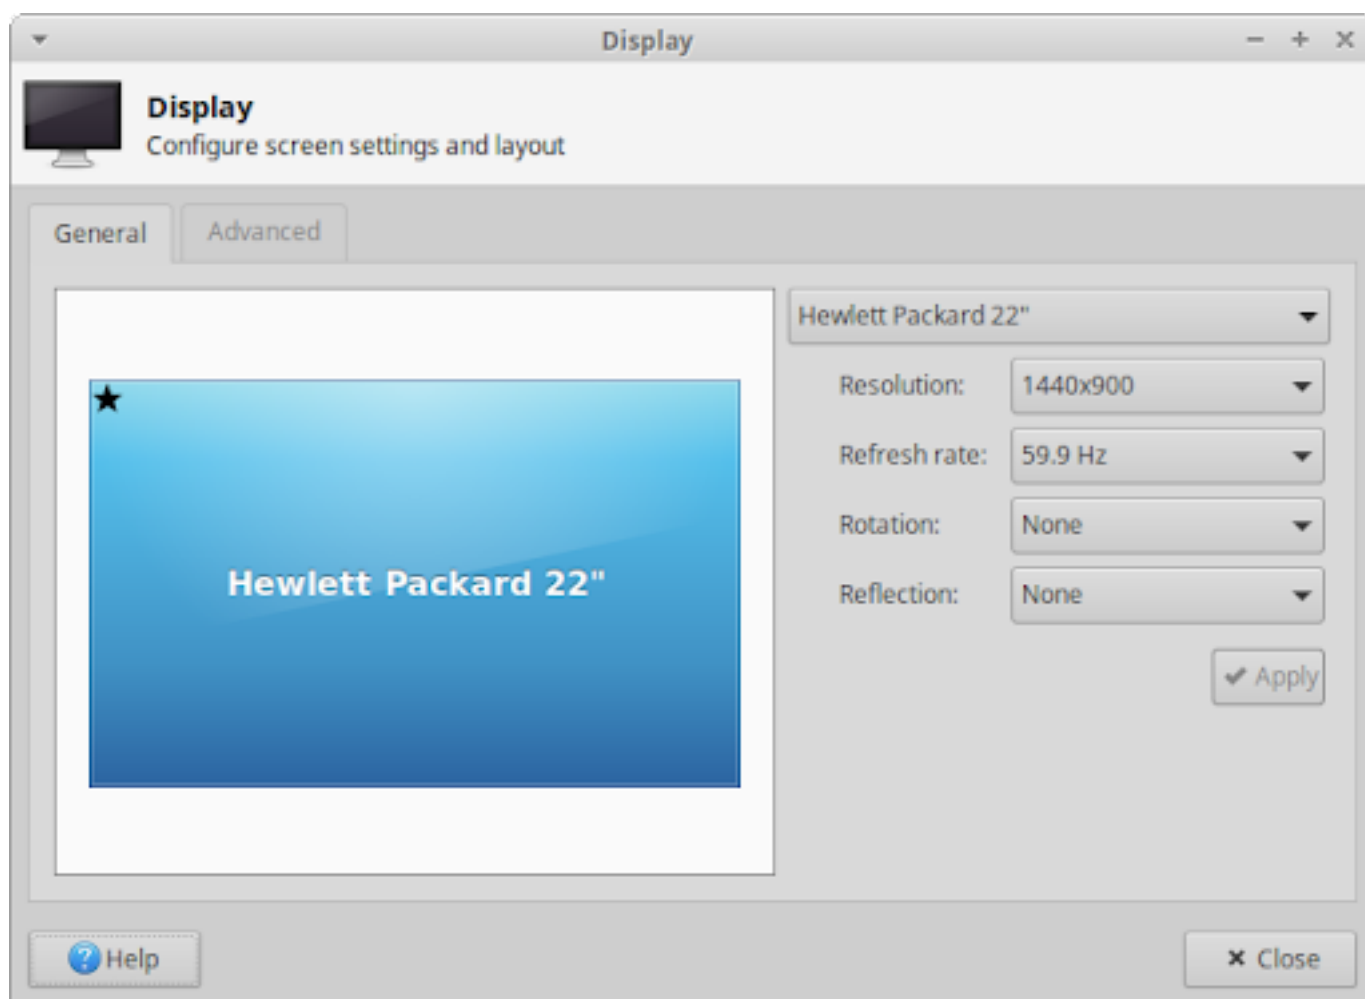 Display
Display
Configure screen settings and layout
General
Advanced
Hewlett Packard 22"
Hewlett Packard 22"
Resolution:
1440x900
Refresh rate:
59.9 Hz
Rotation:
None
Reflection:
None
Apply
Help
Close